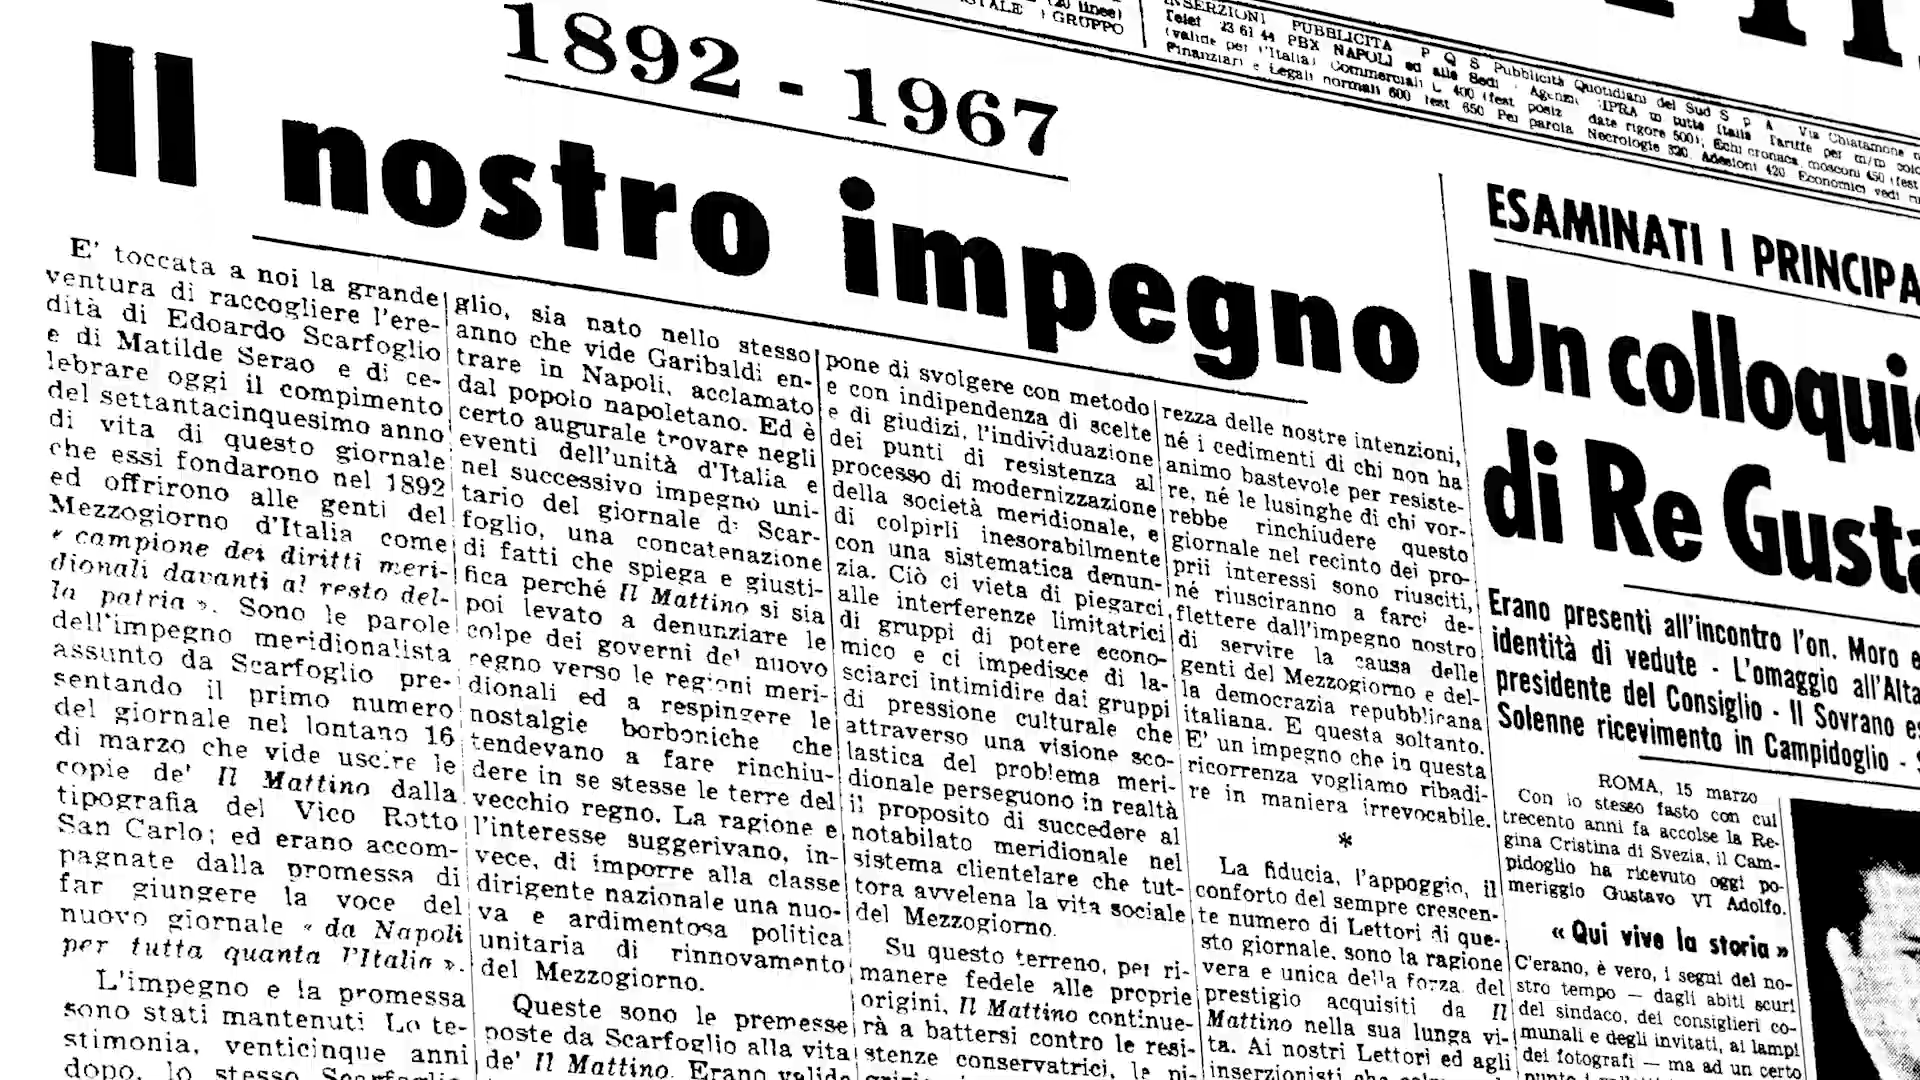 1892 - 1967
Il nostro impegno
E' toccata a noi la grande
ventura di raccogliere l'ere-
dità di Edoardo Scarfoglio
e di Matilde Serao e di ce-
lebrare oggi il compimento
del settantacinquesimo anno
di vita di questo giornale
che essi fondarono nel 1892
ed offrirono alle genti del
Mezzogiorno d'Italia come
« campione dei diritti meri-
dionali davanti al resto del-
la patria ». Sono le parole
dell'impegno meridionalista
assunto da Scarfoglio pre-
sentando il primo numero
del giornale nel lontano 16
di marzo che vide uscire le
copie de' Il Mattino dalla
tipografia del Vico Rotto
San Carlo; ed erano accom-
pagnate dalla promessa di
far giungere la voce del
nuovo giornale « da Napoli
per tutta quanta l'Italia ».
L'impegno e la promessa
sono stati mantenuti. Lo te-
stimonia, venticinque anni
dopo, lo stesso
glio, sia nato nello stesso
anno che vide Garibaldi en-
trare in Napoli, acclamato
dal popolo napoletano. Ed è
certo augurale trovare negli
eventi dell'unità d'Italia e
nel successivo impegno uni-
tario del giornale di Scar-
foglio, una concatenazione
di fatti che spiega e giusti-
fica perché Il Mattino si sia
poi levato a denunziare le
colpe dei governi del nuovo
regno verso le regioni meri-
dionali ed a respingere le
nostalgie borboniche che
tendevano a fare rinchiu-
dere in se stesse le terre del
vecchio regno. La ragione e
l'interesse suggerivano, in-
vece, di imporre alla classe
dirigente nazionale una nuo-
va e ardimentosa politica
unitaria di rinnovamento
del Mezzogiorno.
Queste sono le premesse
poste da Scarfoglio alla vita
de' Il Mattino. Erano valide
pone di svolgere con metodo
e con indipendenza di scelte
e di giudizi, l'individuazione
dei punti di resistenza al
processo di modernizzazione
della società meridionale, e
di colpirli inesorabilmente
con una sistematica denun-
zia. Ciò ci vieta di piegarci
alle interferenze limitatrici
di gruppi di potere econo-
mico e ci impedisce di la-
sciarci intimidire dai gruppi
di pressione culturale che
attraverso una visione sco-
lastica del problema meri-
dionale perseguono in realtà
il proposito di succedere al
notabilato meridionale nel
sistema clientelare che tut-
tora avvelena la vita sociale
del Mezzogiorno.
Su questo terreno, per ri-
manere fedele alle proprie
origini, Il Mattino continue-
rà a battersi contro le resi-
stenze conservatrici, le
rezza delle nostre intenzioni,
né i cedimenti di chi non ha
animo bastevole per resiste-
re, né le lusinghe di chi vor-
rebbe rinchiudere questo
giornale nel recinto dei pro-
prii interessi sono riusciti,
né riusciranno a farci de-
flettere dall'impegno nostro
di servire la causa delle
genti del Mezzogiorno e del-
la democrazia repubblicana
italiana. E questa soltanto.
E' un impegno che in questa
ricorrenza vogliamo ribadi-
re in maniera irrevocabile.
*
La fiducia, l'appoggio, il
conforto del sempre crescen-
te numero di Lettori di que-
sto giornale, sono la ragione
vera e unica della forza, del
prestigio acquisiti da Il
Mattino nella sua lunga vi-
ta. Ai nostri Lettori ed agli
inserzionisti che
ESAMINATI I PRINCIPA
Un colloqui
di Re Gusta
Erano presenti all'incontro l'on. Moro e
identità di vedute - L'omaggio all'Alta
presidente del Consiglio - Il Sovrano es
Solenne ricevimento in Campidoglio -
ROMA, 15 marzo
Con lo stesso fasto con cui
trecento anni fa accolse la Re-
gina Cristina di Svezia, il Cam-
pidoglio ha ricevuto oggi po-
meriggio Gustavo VI Adolfo.
« Qui vive la storia »
C'erano, è vero, i segni del no-
stro tempo — dagli abiti scuri
del sindaco, dei consiglieri co-
munali e degli invitati, ai lampi
dei fotografi — ma ad un certo